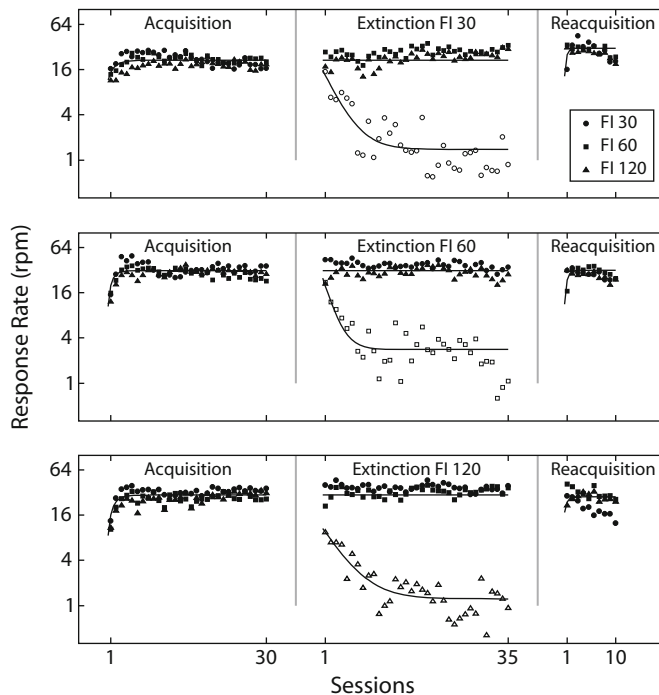 Acquisition Extinction FI 30 Reacquisition
64
16
4
1
FI 30
FI 60
FI 120
Response Rate (rpm)
Acquisition Extinction FI 60 Reacquisition
64
16
4
1
Acquisition Extinction FI 120 Reacquisition
64
16
4
1
1 30 1 35 1 10
Sessions